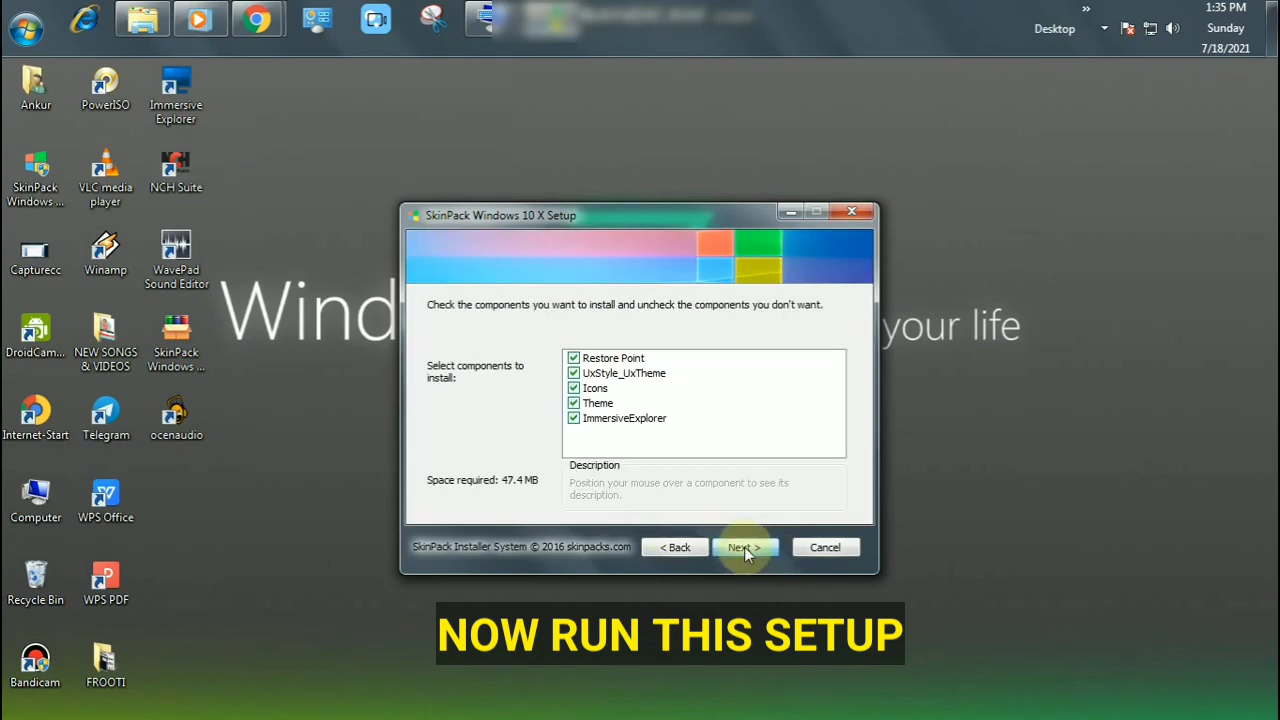 »
Desktop
1:35 PM
Sunday
7/18/2021
Ankur
PowerISO
Immersive
Explorer
SkinPack
Windows ...
VLC media
player
NCH Suite
Capturecc
Winamp
WavePad
Sound Editor
DroidCam...
NEW SONGS
& VIDEOS
SkinPack
Windows ...
Internet-Start
Telegram
ocenaudio
Computer
WPS Office
Recycle Bin
WPS PDF
Bandicam
FROOTI
Wind
your life
SkinPack Windows 10 X Setup
Check the components you want to install and uncheck the components you don't want.
Select components to
install:
Restore Point
UxStyle_UxTheme
Icons
Theme
ImmersiveExplorer
Space required: 47.4 MB
Description
Position your mouse over a component to see its
description.
SkinPack Installer System © 2016 skinpacks.com
< Back
Next >
Cancel
NOW RUN THIS SETUP